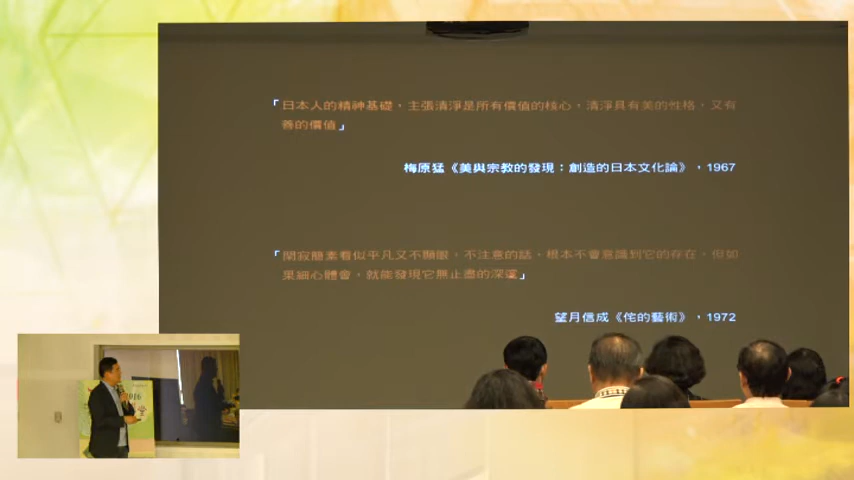 「日本人的精神基礎，主張清淨是所有價值的核心，清淨具有美的性格，又有
善的價值」
梅原猛《美與宗教的發現：創造的日本文化論》，1967
「閑寂簡素看似平凡又不顯眼，不注意的話，根本不會意識到它的存在，但如
果細心體會，就能發現它無止盡的深邃」
望月信成《侘的藝術》，1972
2016